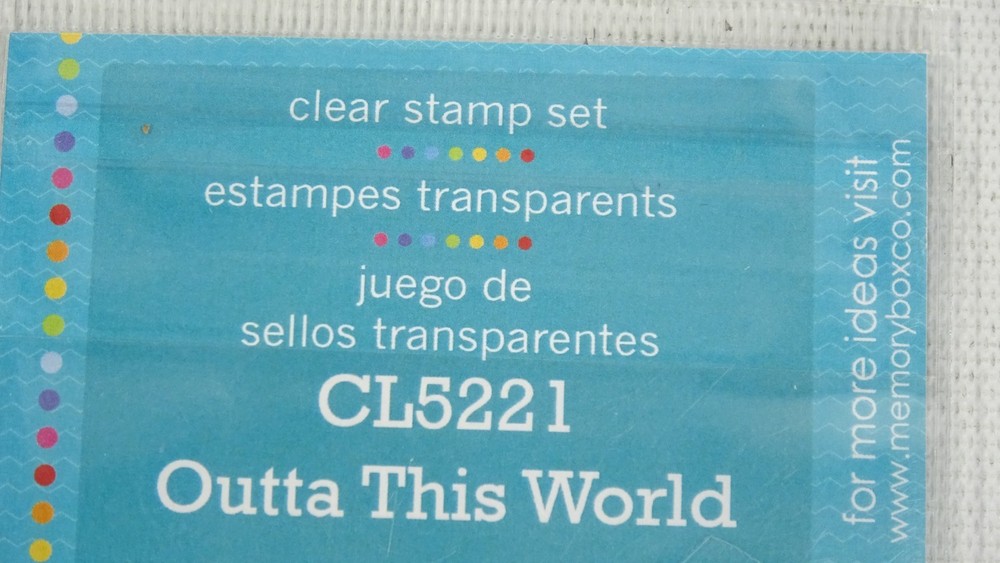 clear stamp set
estampes transparents
juego de
sellos transparentes
CL5221
Outta This World
for more ideas visit
www.memoryboxco.com